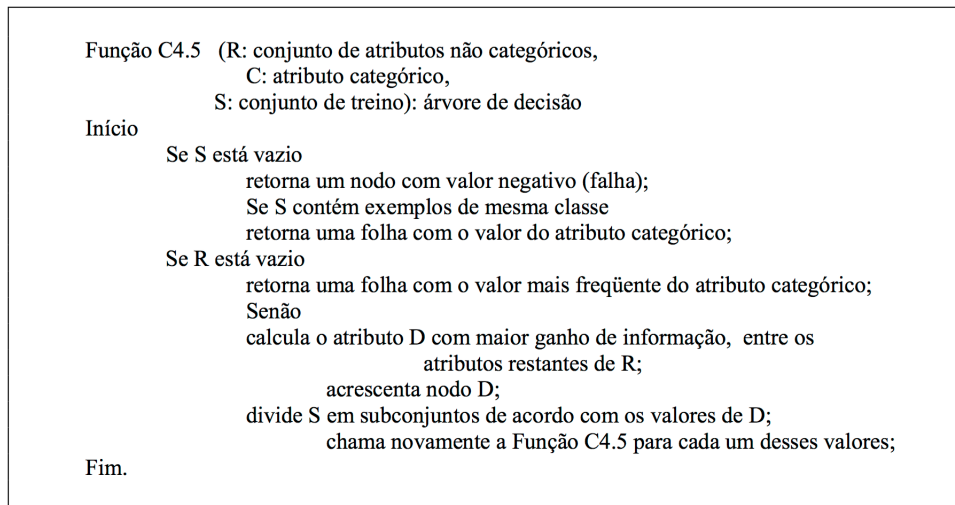 Função C4.5 (R: conjunto de atributos não categóricos,
C: atributo categórico,
S: conjunto de treino): árvore de decisão
Início
Se S está vazio
retorna um nodo com valor negativo (falha);
Se S contém exemplos de mesma classe
retorna uma folha com o valor do atributo categórico;
Se R está vazio
retorna uma folha com o valor mais freqüente do atributo categórico;
Senão
calcula o atributo D com maior ganho de informação, entre os
atributos restantes de R;
acrescenta nodo D;
divide S em subconjuntos de acordo com os valores de D;
chama novamente a Função C4.5 para cada um desses valores;
Fim.